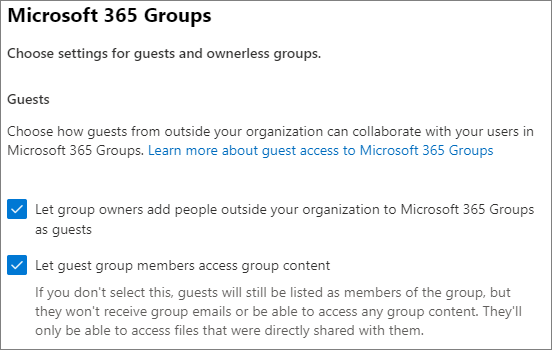 Microsoft 365 Groups
Choose settings for guests and ownerless groups.
Guests
Choose how guests from outside your organization can collaborate with your users in
Microsoft 365 Groups. Learn more about guest access to Microsoft 365 Groups
Let group owners add people outside your organization to Microsoft 365 Groups
as guests
Let guest group members access group content
If you don't select this, guests will still be listed as members of the group, but
they won't receive group emails or be able to access any group content. They'll
only be able to access files that were directly shared with them.